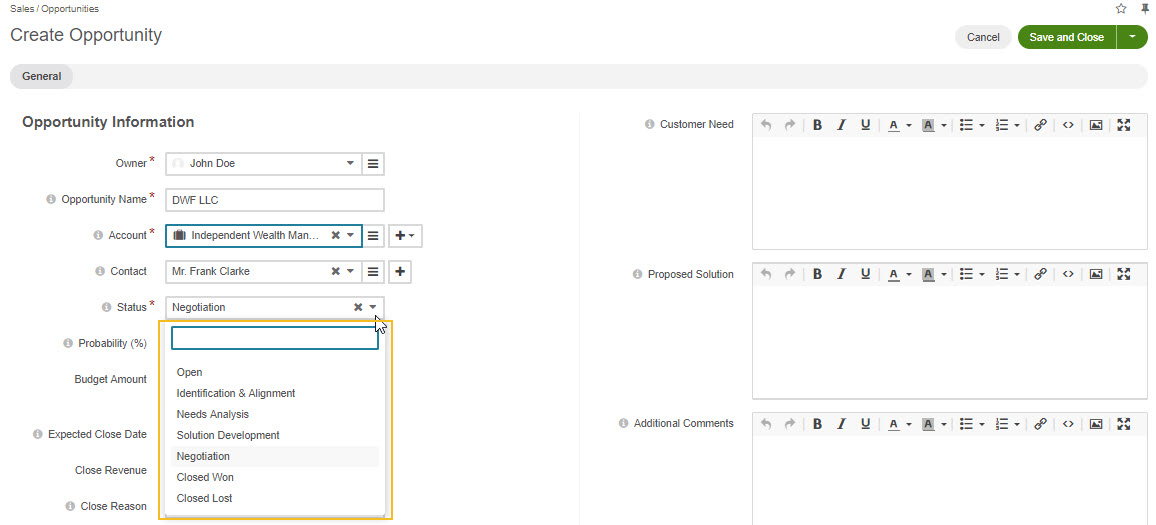 Sales / Opportunities
Create Opportunity
Cancel
Save and Close
General
Opportunity Information
Owner *
John Doe
Opportunity Name *
DWF LLC
Account *
Independent Wealth Man...
Contact
Mr. Frank Clarke
Status *
Negotiation
Probability (%)
Budget Amount
Expected Close Date
Close Revenue
Close Reason
Open
Identification & Alignment
Needs Analysis
Solution Development
Negotiation
Closed Won
Closed Lost
Customer Need
B I U A A
Proposed Solution
B I U A A
Additional Comments
B I U A A